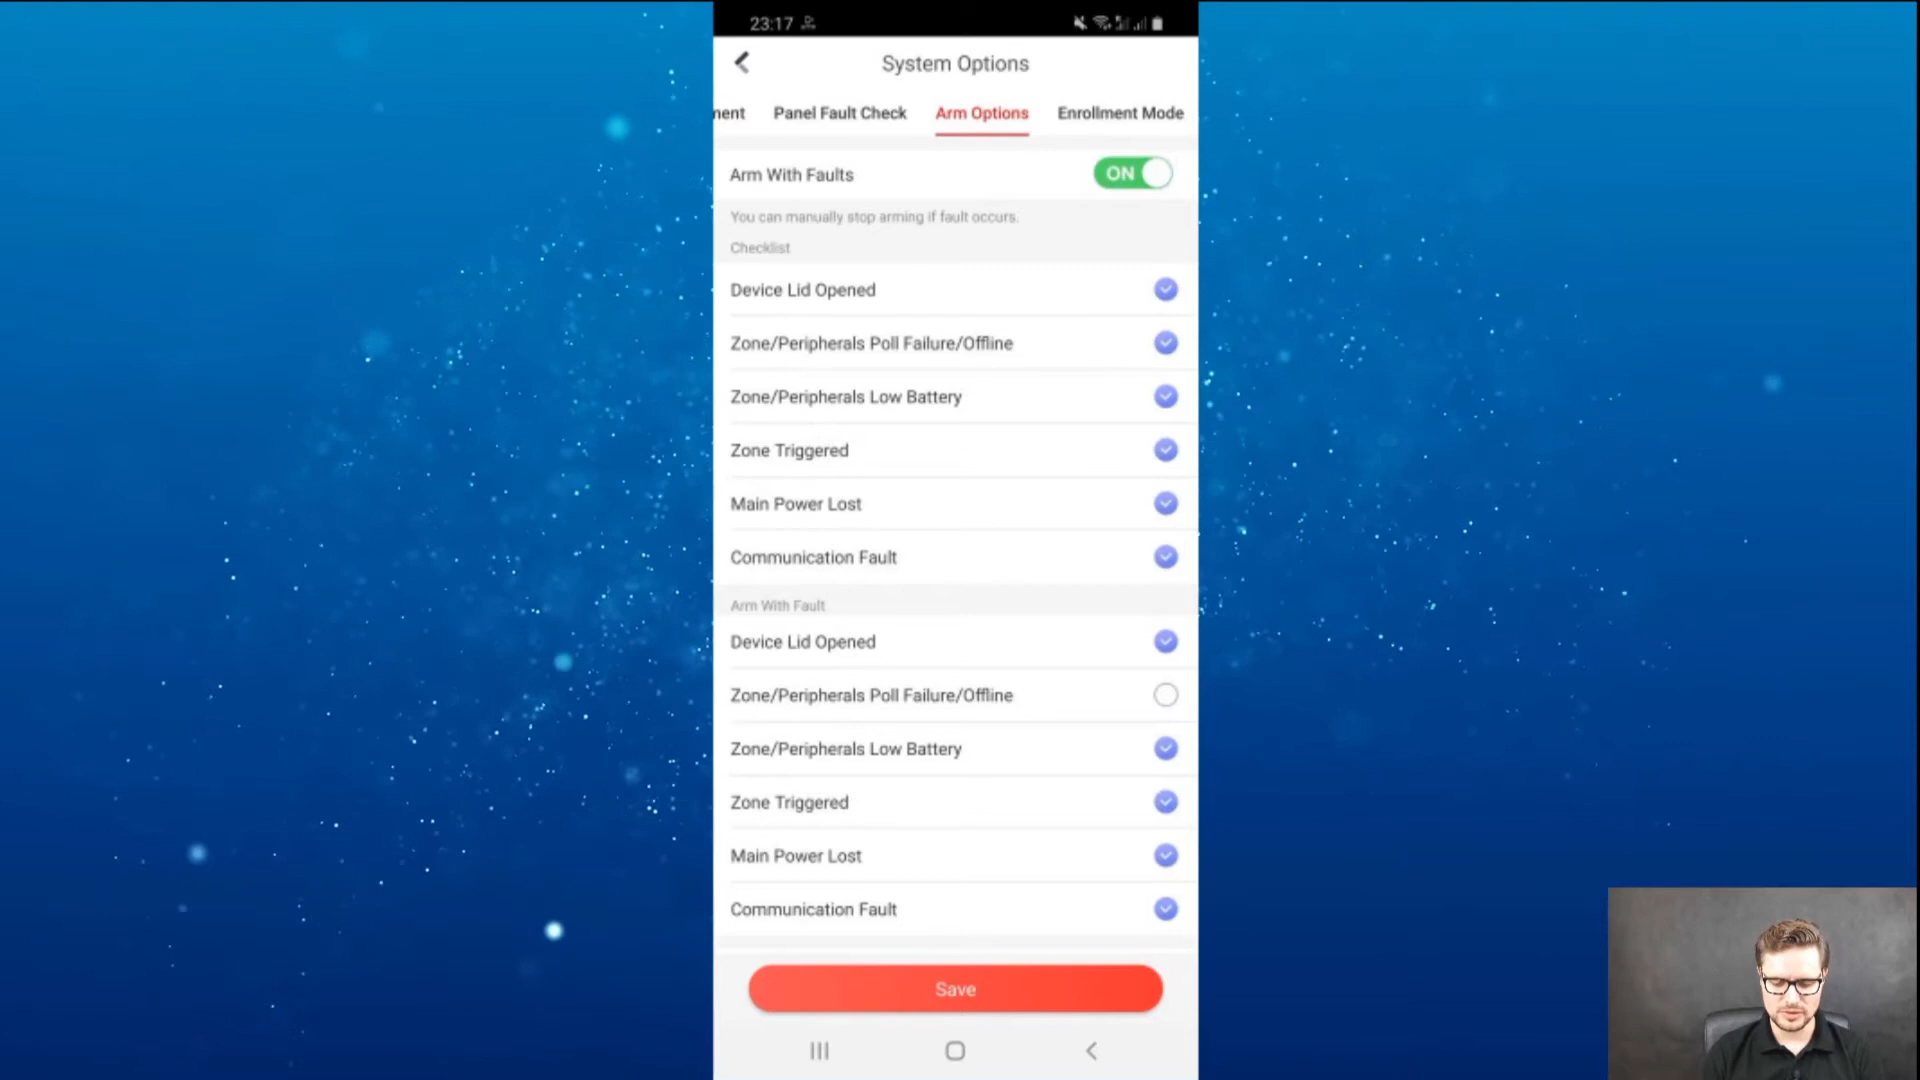 23:17
System Options
nent Panel Fault Check Arm Options Enrollment Mode
Arm With Faults ON
You can manually stop arming if fault occurs.
Checklist
Device Lid Opened
Zone/Peripherals Poll Failure/Offline
Zone/Peripherals Low Battery
Zone Triggered
Main Power Lost
Communication Fault
Arm With Fault
Device Lid Opened
Zone/Peripherals Poll Failure/Offline
Zone/Peripherals Low Battery
Zone Triggered
Main Power Lost
Communication Fault
Save